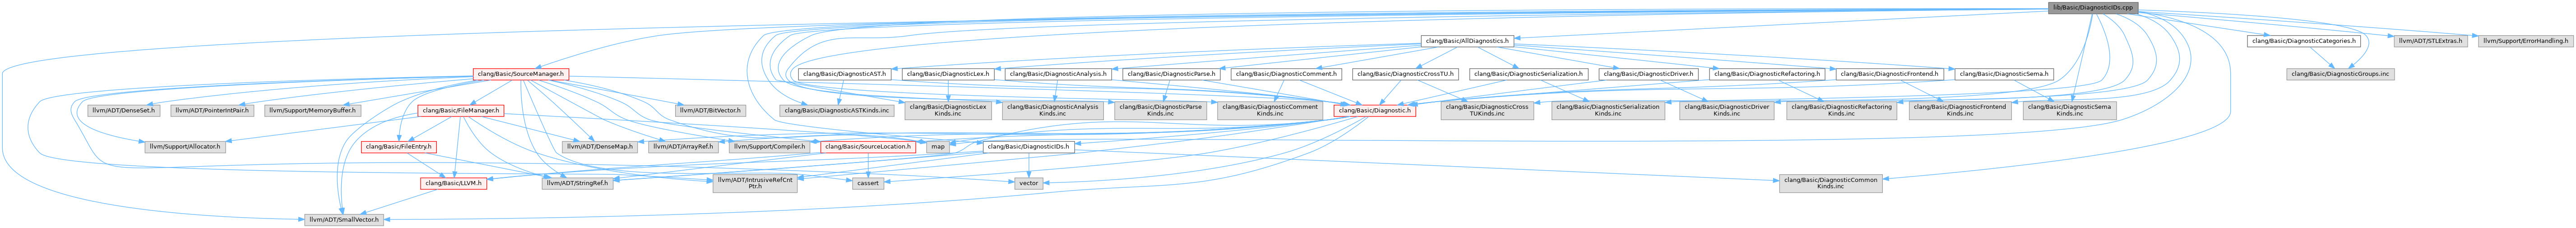 lib/Basic/DiagnosticIDs.cpp
clang/Basic/AllDiagnostics.h
clang/Basic/DiagnosticCategories.h
llvm/ADT/STLExtras.h
llvm/Support/ErrorHandling.h
clang/Basic/SourceManager.h
clang/Basic/DiagnosticAST.h
clang/Basic/DiagnosticLex.h
clang/Basic/DiagnosticAnalysis.h
clang/Basic/DiagnosticParse.h
clang/Basic/DiagnosticComment.h
clang/Basic/DiagnosticCrossTU.h
clang/Basic/DiagnosticSerialization.h
clang/Basic/DiagnosticDriver.h
clang/Basic/DiagnosticRefactoring.h
clang/Basic/DiagnosticFrontend.h
clang/Basic/DiagnosticSema.h
clang/Basic/DiagnosticGroups.inc
llvm/ADT/DenseSet.h
llvm/ADT/PointerIntPair.h
llvm/Support/MemoryBuffer.h
clang/Basic/FileManager.h
llvm/ADT/BitVector.h
clang/Basic/DiagnosticASTKinds.inc
clang/Basic/DiagnosticLex
Kinds.inc
clang/Basic/DiagnosticAnalysis
Kinds.inc
clang/Basic/DiagnosticParse
Kinds.inc
clang/Basic/DiagnosticComment
Kinds.inc
clang/Basic/Diagnostic.h
clang/Basic/DiagnosticCross
TUKinds.inc
clang/Basic/DiagnosticSerialization
Kinds.inc
clang/Basic/DiagnosticDriver
Kinds.inc
clang/Basic/DiagnosticRefactoring
Kinds.inc
clang/Basic/DiagnosticFrontend
Kinds.inc
clang/Basic/DiagnosticSema
Kinds.inc
llvm/Support/Allocator.h
clang/Basic/FileEntry.h
llvm/ADT/DenseMap.h
llvm/ADT/ArrayRef.h
llvm/Support/Compiler.h
clang/Basic/SourceLocation.h
map
clang/Basic/DiagnosticIDs.h
clang/Basic/LLVM.h
llvm/ADT/StringRef.h
llvm/ADT/IntrusiveRefCnt
Ptr.h
cassert
vector
clang/Basic/DiagnosticCommon
Kinds.inc
llvm/ADT/SmallVector.h